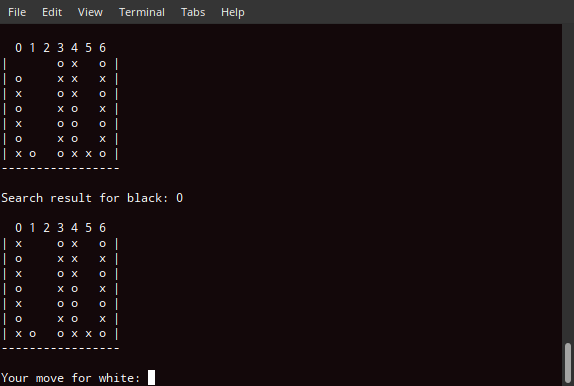 File Edit View Terminal Tabs Help
  0 1 2 3 4 5 6
|       o x   o |
| o     x x   x |
| x     o x   o |
| o     x o   x |
| x     o o   o |
| o     x o   x |
| x o   o x x o |
-----------------
Search result for black: 0
  0 1 2 3 4 5 6
| x     o x   o |
| o     x x   x |
| x     o x   o |
| o     x o   x |
| x     o o   o |
| o     x o   x |
| x o   o x x o |
-----------------
Your move for white: